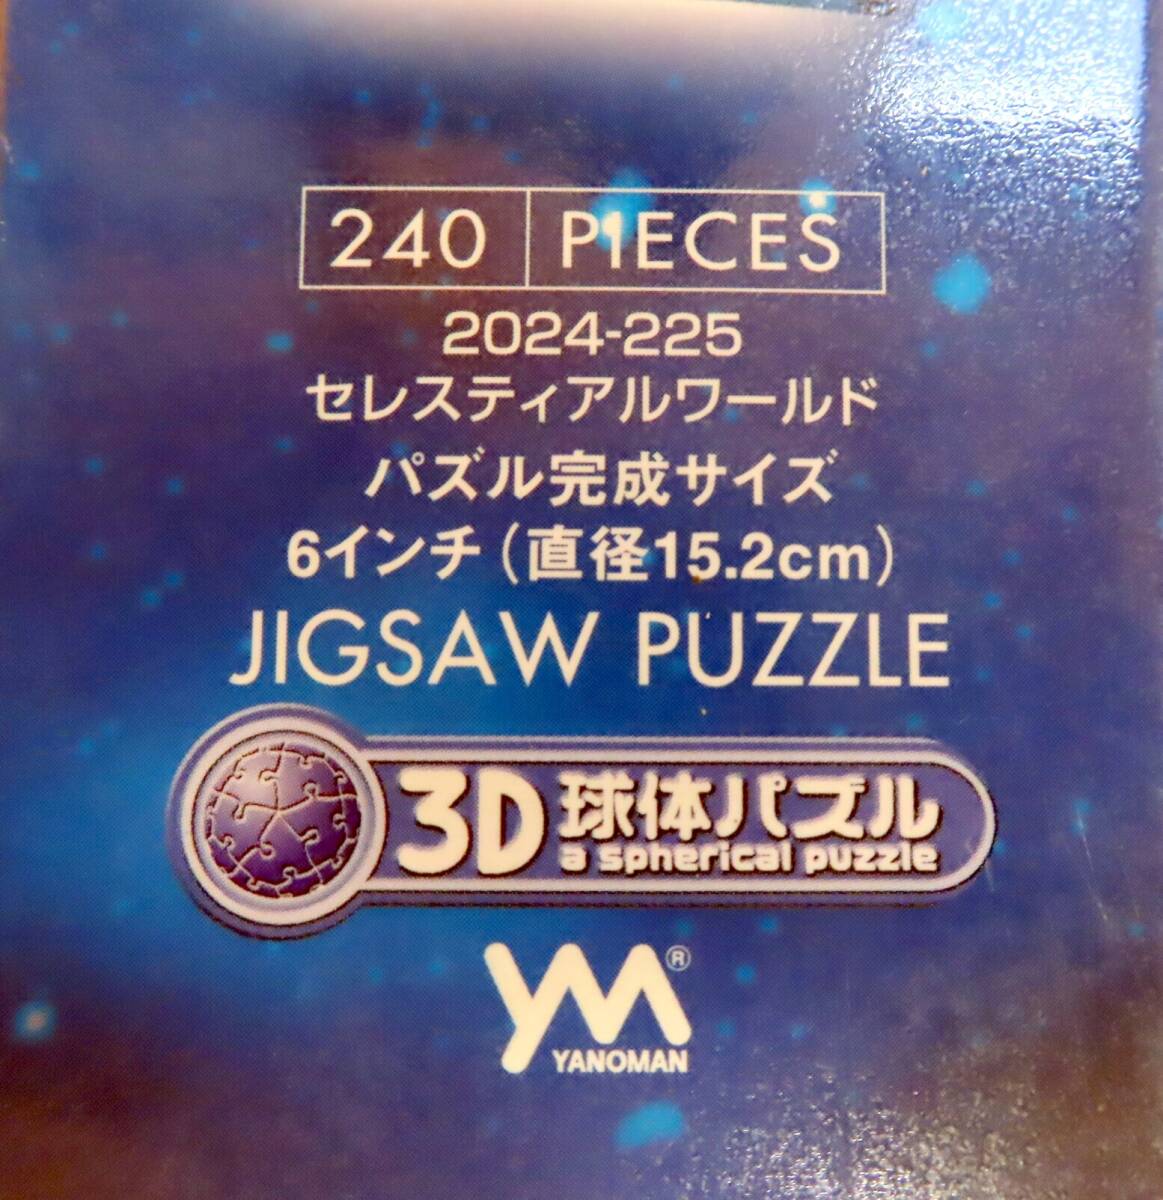 240 PIECES
2024-225
セレスティアルワールド
パズル完成サイズ
6インチ(直径15.2cm)
JIGSAW PUZZLE
3D 球体パズル
a spherical puzzle
YM®
YANOMAN